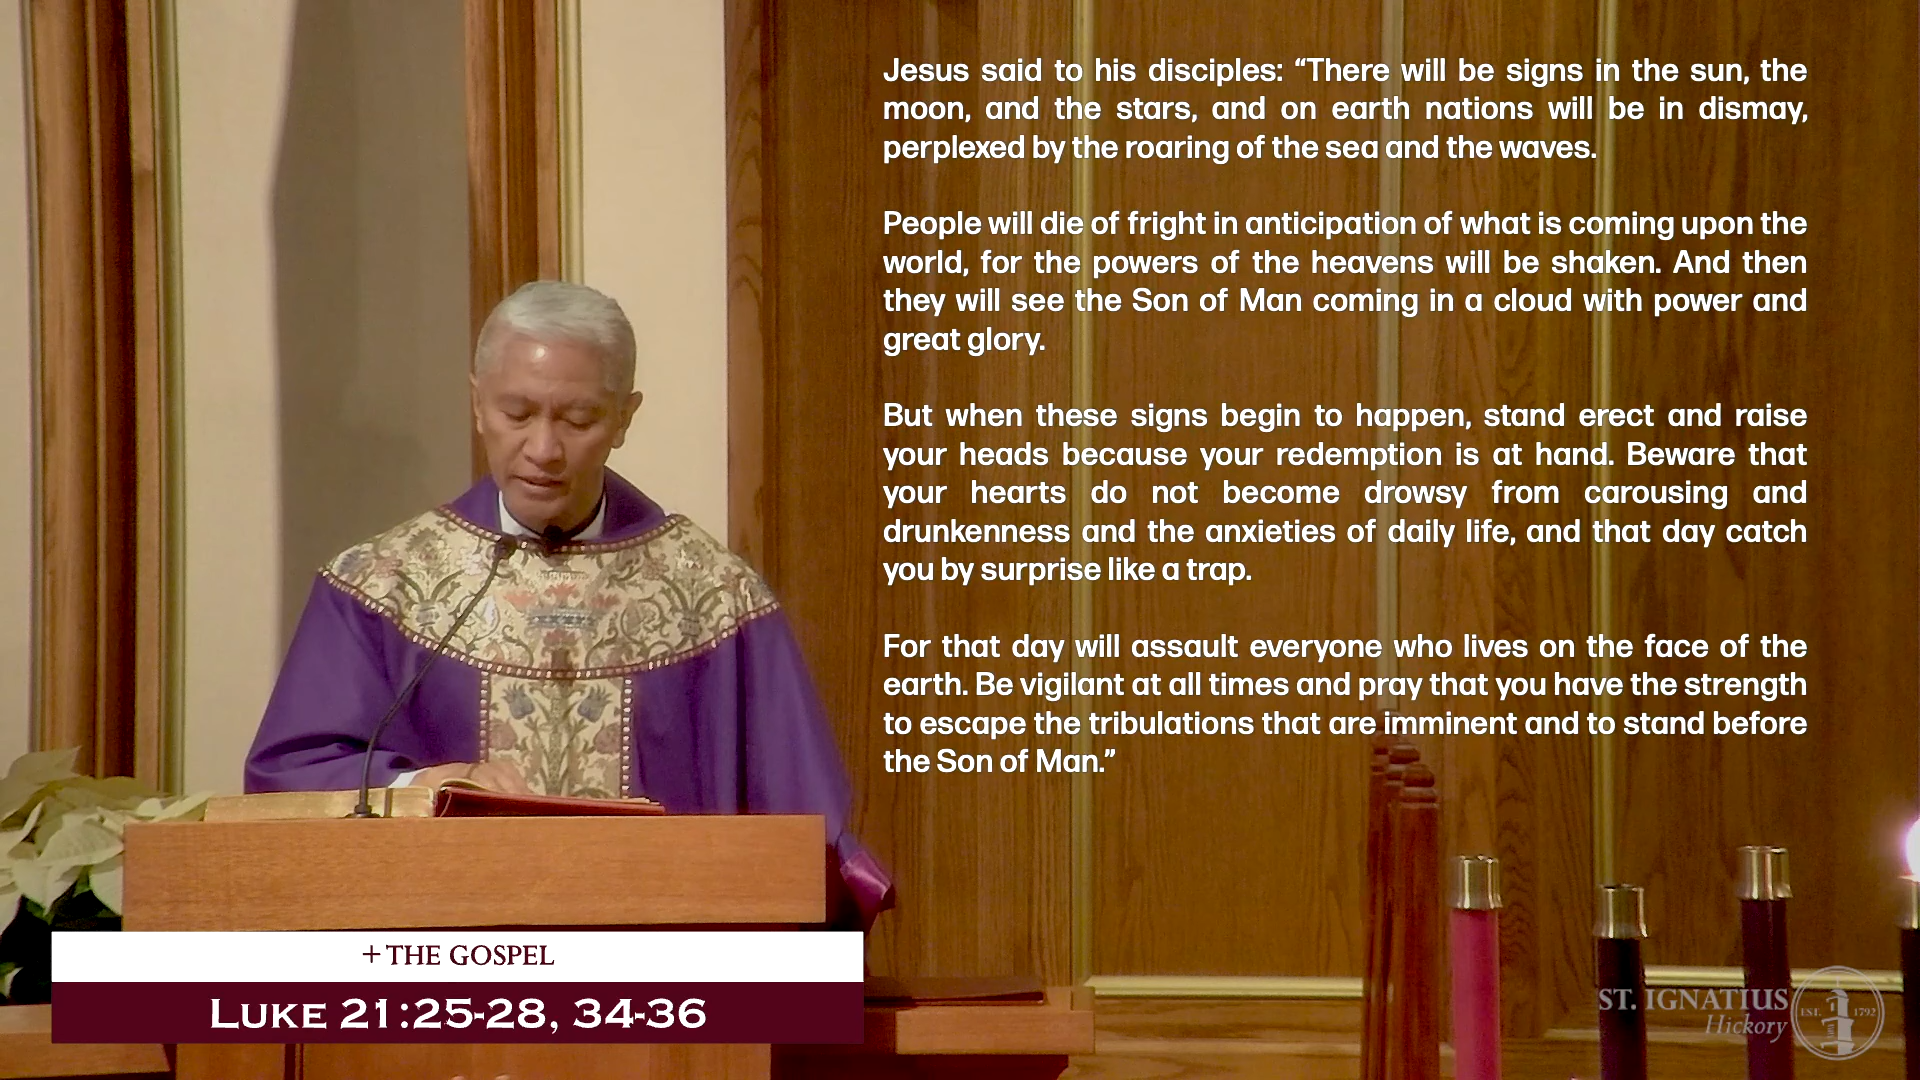 Jesus said to his disciples: “There will be signs in the sun, the
moon, and the stars, and on earth nations will be in dismay,
perplexed by the roaring of the sea and the waves.
People will die of fright in anticipation of what is coming upon the
world, for the powers of the heavens will be shaken. And then
they will see the Son of Man coming in a cloud with power and
great glory.
But when these signs begin to happen, stand erect and raise
your heads because your redemption is at hand. Beware that
your hearts do not become drowsy from carousing and
drunkenness and the anxieties of daily life, and that day catch
you by surprise like a trap.
For that day will assault everyone who lives on the face of the
earth. Be vigilant at all times and pray that you have the strength
to escape the tribulations that are imminent and to stand before
the Son of Man.”
+THE GOSPEL
LUKE 21:25-28, 34-36
ST. IGNATIUS
Hickory
EST. 1792